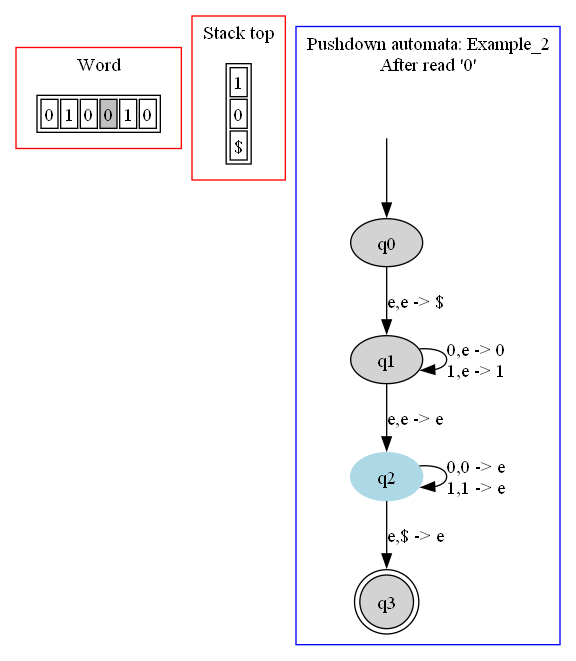 Word
0 1 0 0 1 0
Stack top
1
0
$
Pushdown automata: Example_2
After read '0'
q0
e,e -> $
q1
0,e -> 0
1,e -> 1
e,e -> e
q2
0,0 -> e
1,1 -> e
e,$ -> e
q3